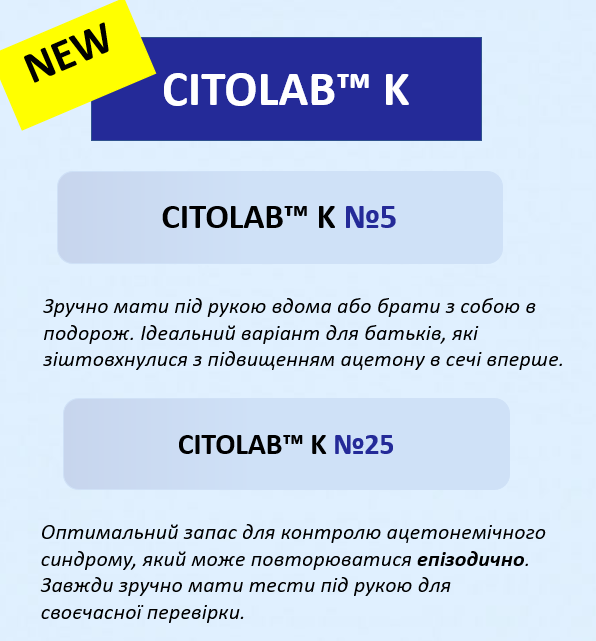 NEW
CITOLAB™ K
CITOLAB™ K №5
Зручно мати під рукою вдома або брати з собою в
подорож. Ідеальний варіант для батьків, які
зіштовхнулися з підвищенням ацетону в сечі вперше.
CITOLAB™ K №25
Оптимальний запас для контролю ацетонемічного
синдрому, який може повторюватися епізодично.
Завжди зручно мати тести під рукою для
своєчасної перевірки.